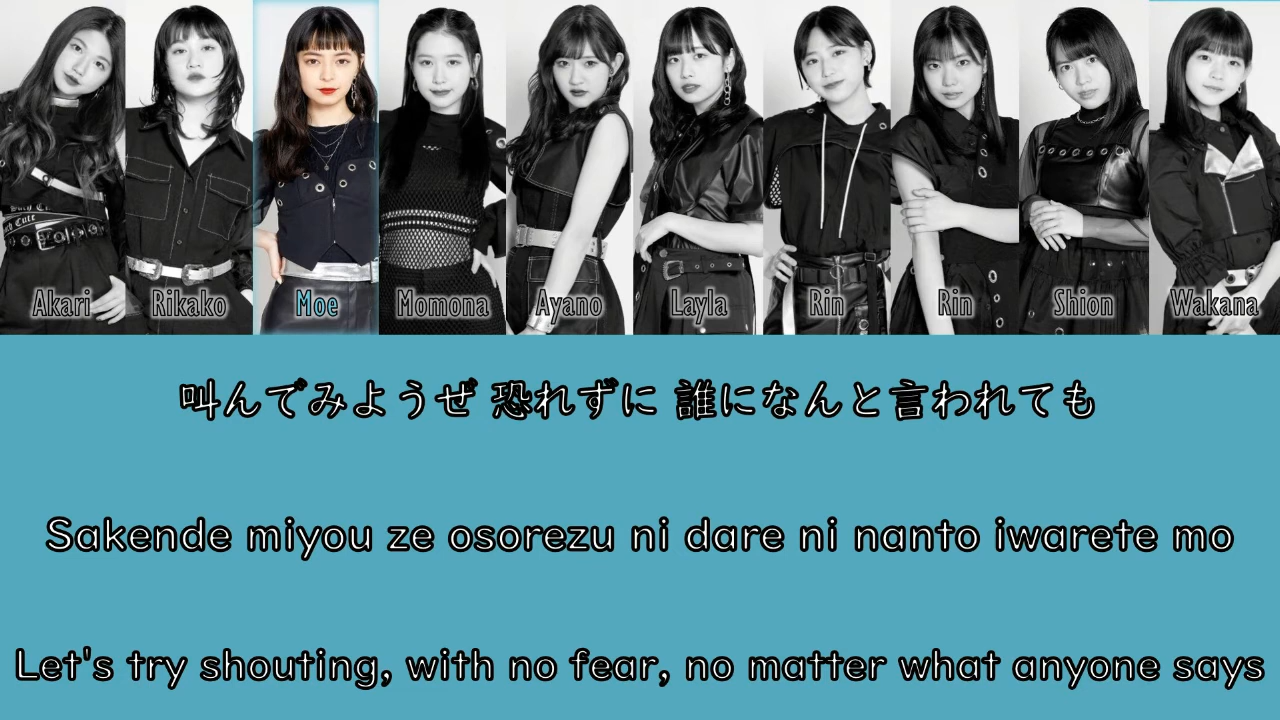 Akari Rikako Moe Momona Ayano Layla Rin Rin Shion Wakana
叫んでみようぜ 恐れずに 誰になんと言われても
Sakende miyou ze osorezu ni dare ni nanto iwarete mo
Let's try shouting, with no fear, no matter what anyone says